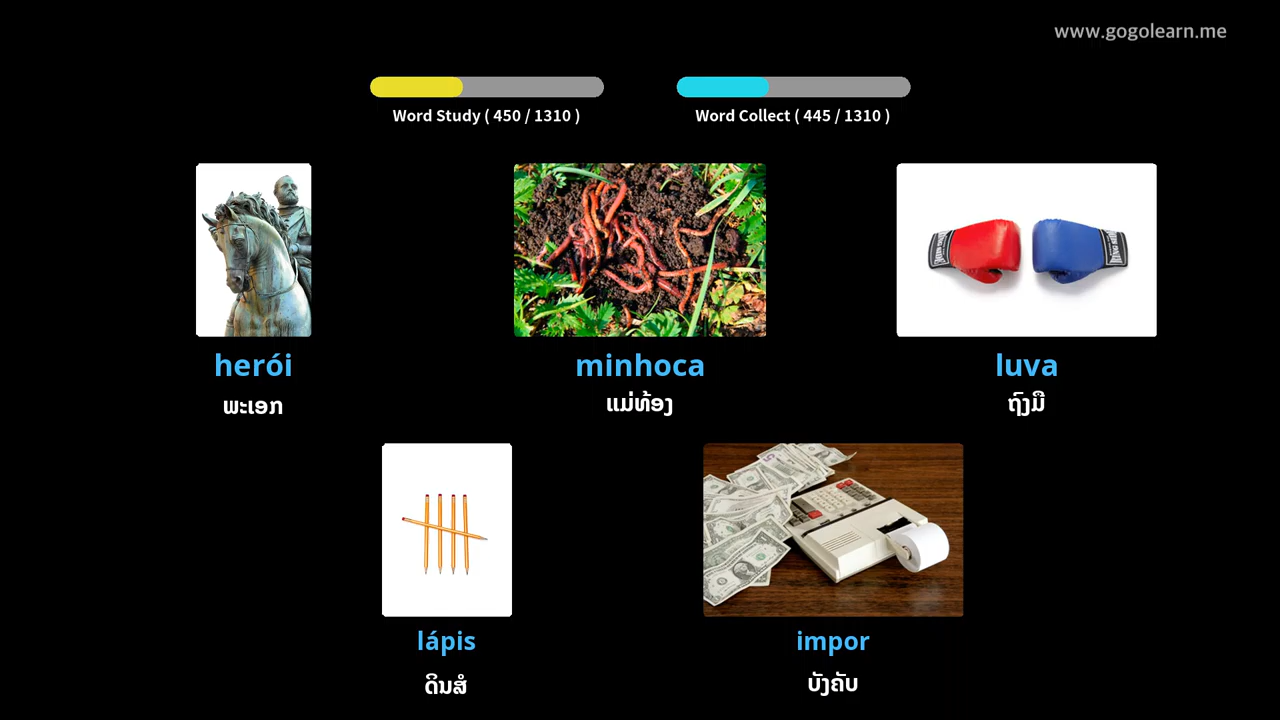 www.gogolearn.me
Word Study ( 450 / 1310 )
Word Collect ( 445 / 1310 )
herói
minhoca
luva
ພະເອກ
ແມ່ທ້ອງ
ຖົງມື
lápis
impor
ດິນສໍ
ບັງຄັບ